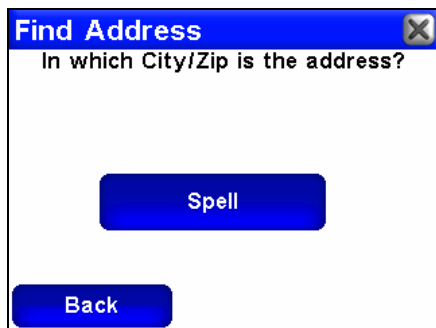 Find Address
In which City/Zip is the address?
Spell
Back